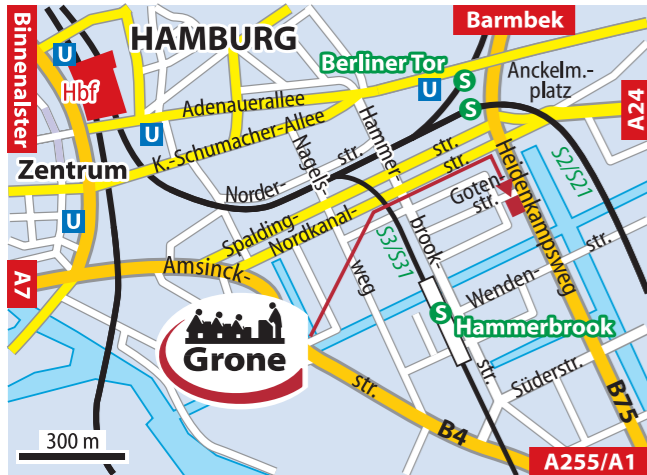 Binnenalster
HAMBURG
Barmbek
U
Hbf
Berliner Tor
S
U
S
Anckelm.-
platz
A24
Adenauerallee
U
K.-Schumacher-Allee
Zentrum
U
Norder-
str.
Nagels-
weg
Hammer-
brook-
str.
Spalding-
str.
Nordkanal-
str.
Goten-
str.
Heidenkampsweg
S2/S21
S3/S31
A7
Amsinck-
str.
Wenden-
str.
S
Hammerbrook
Grone
Süderstr.
B4
B75
300 m
A255/A1